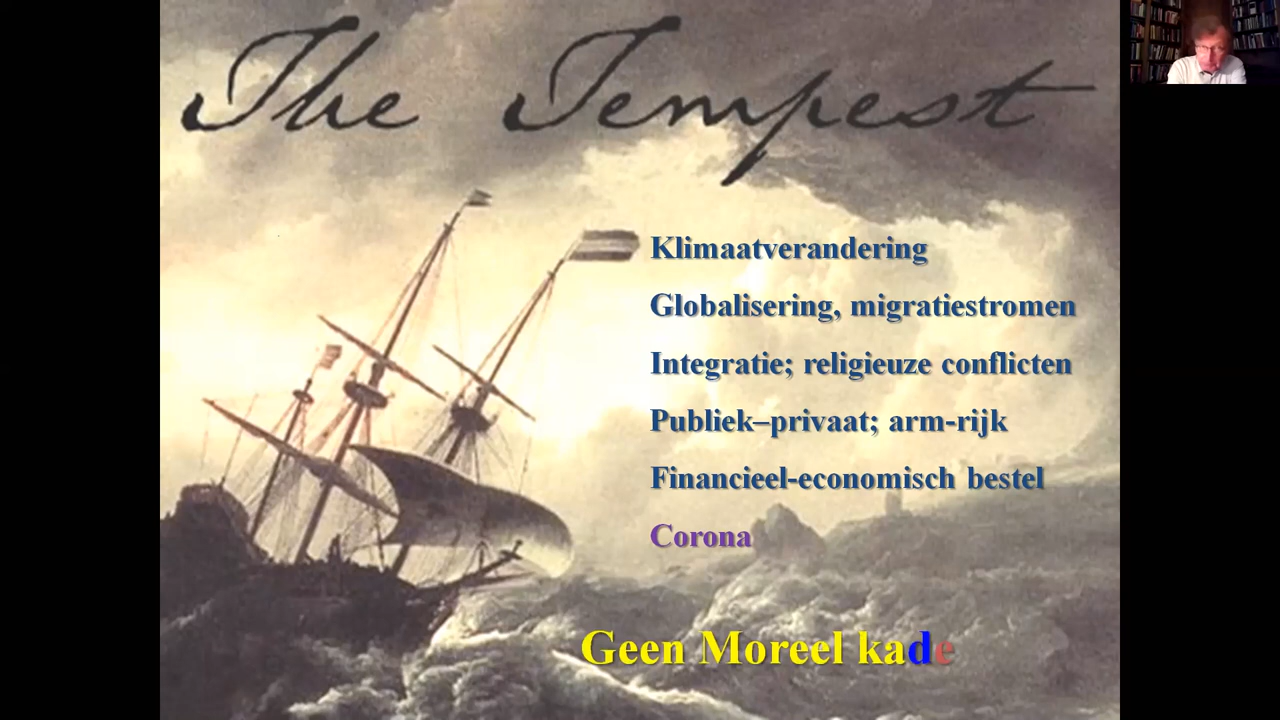 The Tempest
Klimaatverandering
Globalisering, migratiestromen
Integratie; religieuze conflicten
Publiek–privaat; arm-rijk
Financieel-economisch bestel
Corona
Geen Moreel kade